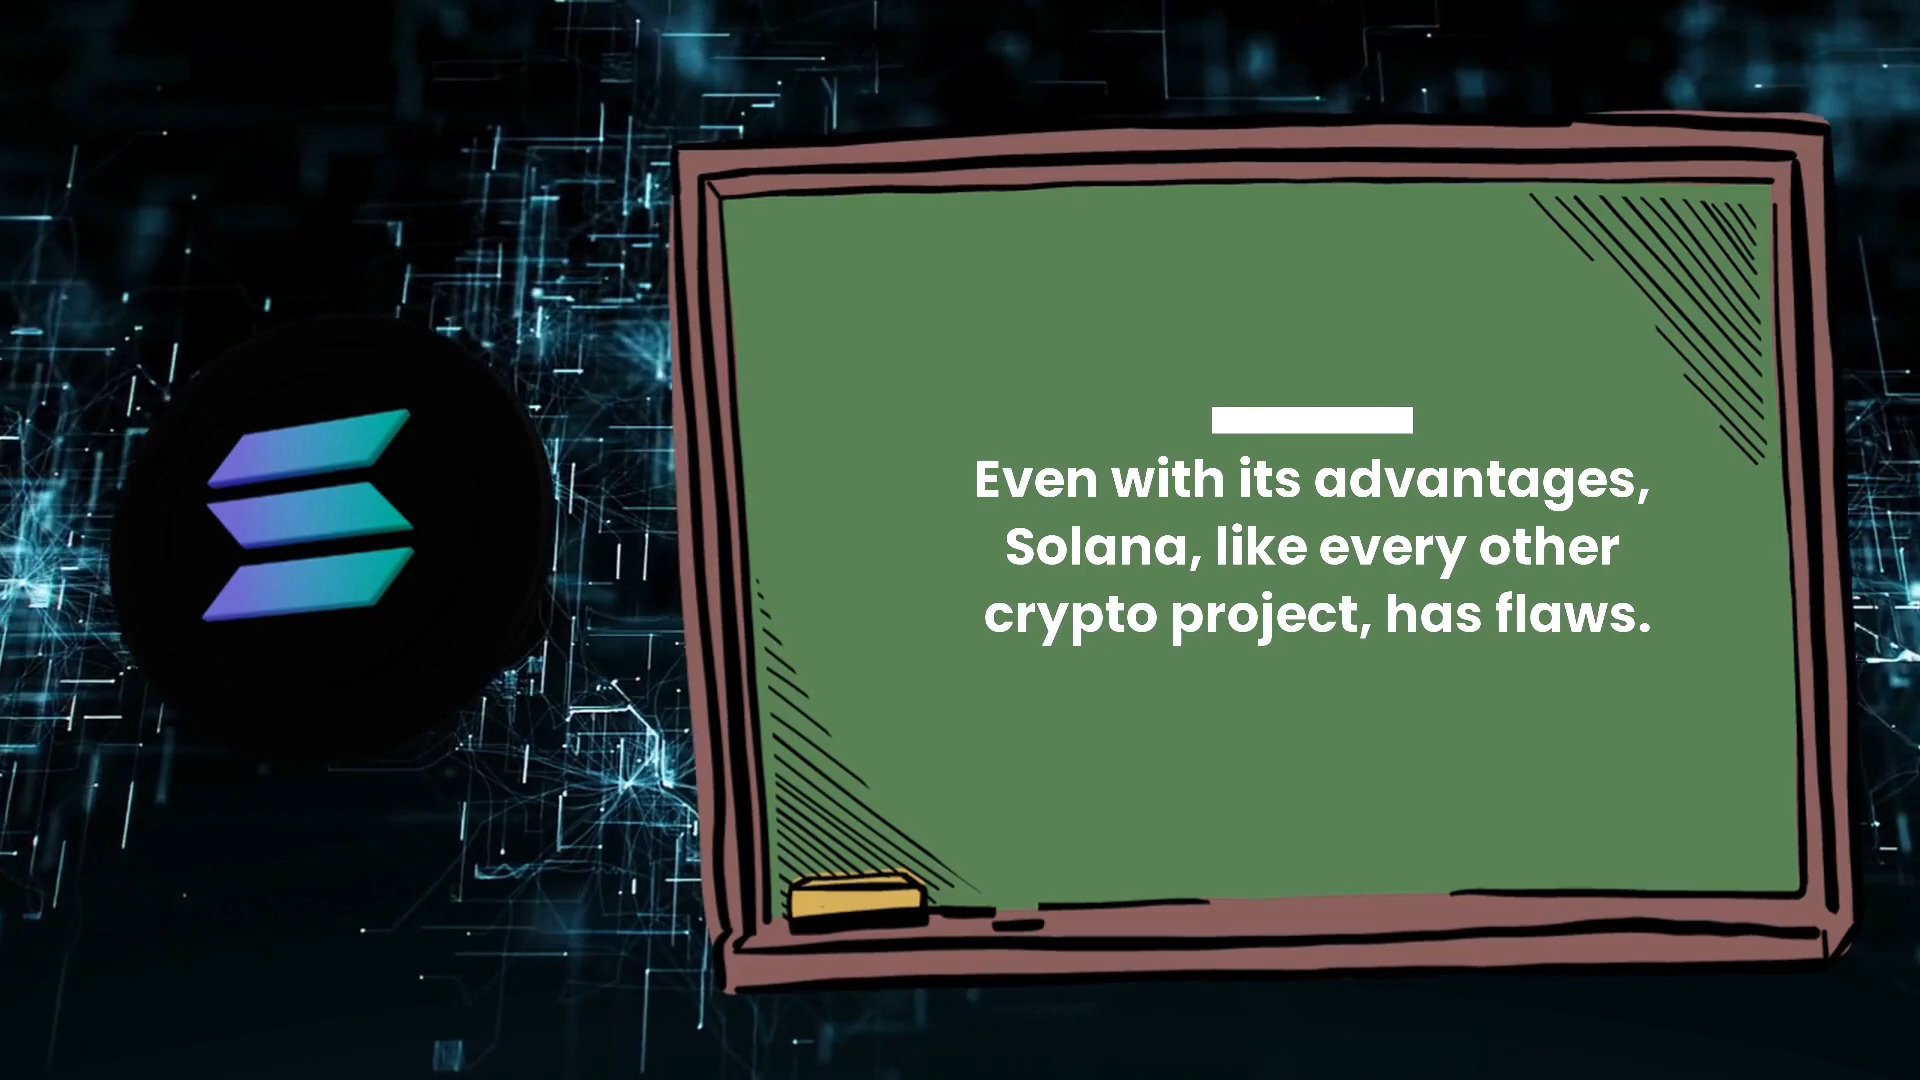 Even with its advantages,
Solana, like every other
crypto project, has flaws.